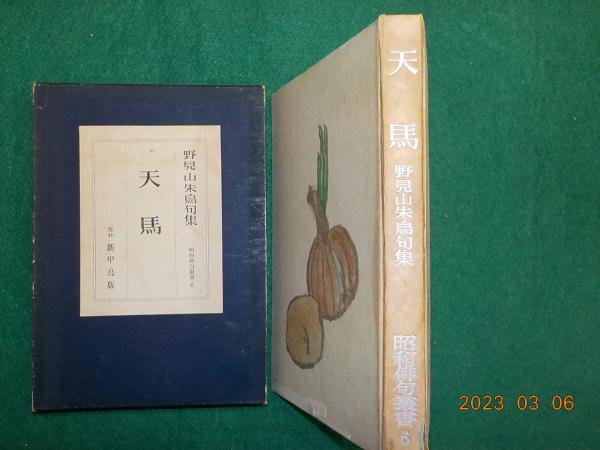 野見山朱鳥句集
天馬
昭和俳句叢書 6
書林 新甲鳥版
天馬
野見山朱鳥句集
昭和俳句叢書
6
2023.03.06